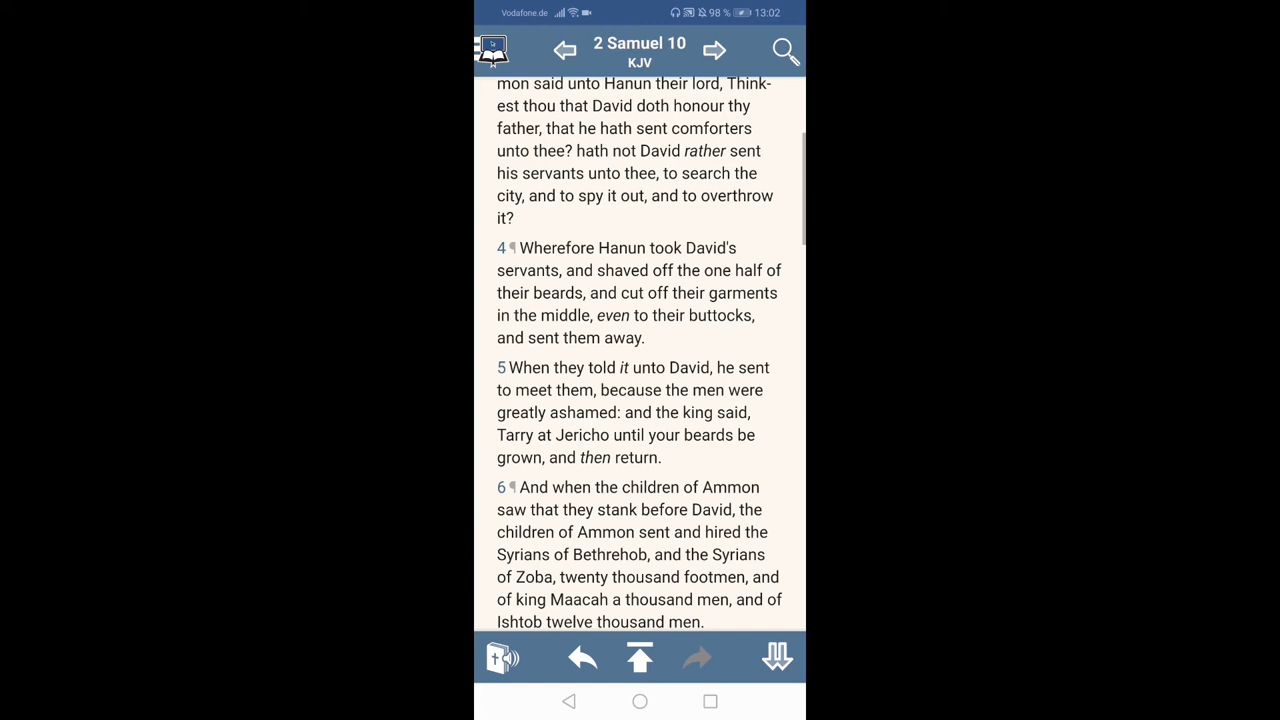 Vodafone.de 98 % 13:02
2 Samuel 10
KJV
mon said unto Hanun their lord, Think-
est thou that David doth honour thy
father, that he hath sent comforters
unto thee? hath not David rather sent
his servants unto thee, to search the
city, and to spy it out, and to overthrow
it?
4 ¶ Wherefore Hanun took David's
servants, and shaved off the one half of
their beards, and cut off their garments
in the middle, even to their buttocks,
and sent them away.
5 When they told it unto David, he sent
to meet them, because the men were
greatly ashamed: and the king said,
Tarry at Jericho until your beards be
grown, and then return.
6 ¶ And when the children of Ammon
saw that they stank before David, the
children of Ammon sent and hired the
Syrians of Bethrehob, and the Syrians
of Zoba, twenty thousand footmen, and
of king Maacah a thousand men, and of
Ishtob twelve thousand men.